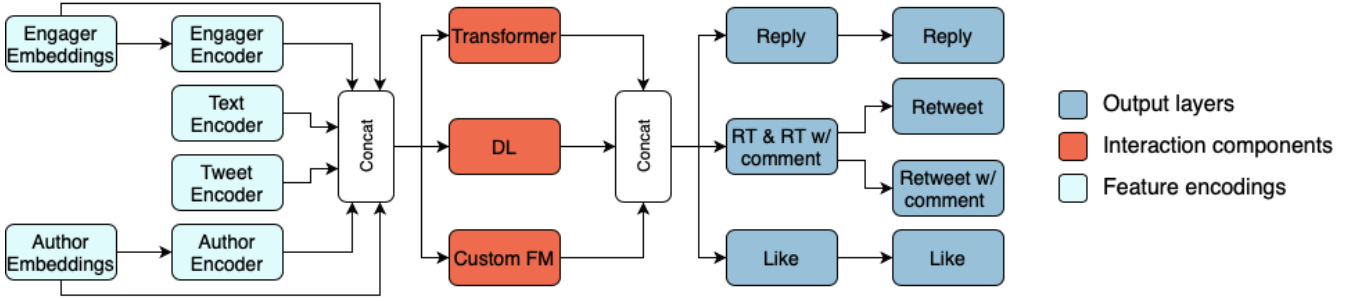 Engager
Embeddings
Engager
Encoder
Text
Encoder
Tweet
Encoder
Author
Embeddings
Author
Encoder
Concat
Transformer
DL
Custom FM
Concat
Reply
RT & RT w/
comment
Like
Reply
Retweet
Retweet w/
comment
Like
Output layers
Interaction components
Feature encodings